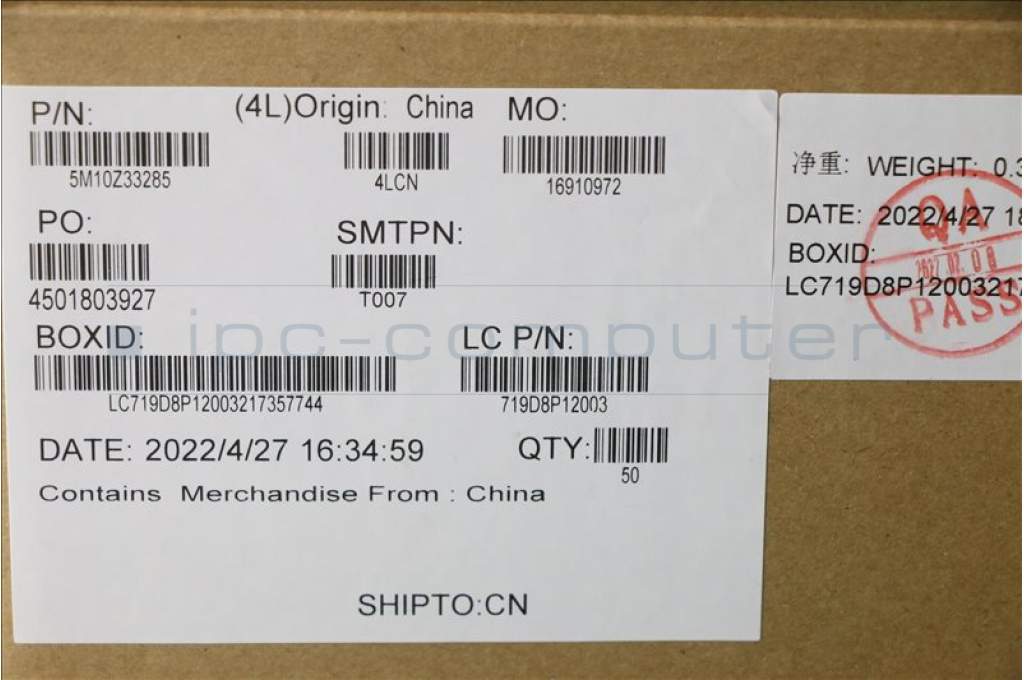 P/N: (4L)Origin: China MO:
5M10Z33285 4LCN 16910972
PO: SMTPN:
4501803927 T007
BOXID: LC P/N:
LC719D8P12003217357744 719D8P12003
DATE: 2022/4/27 16:34:59 QTY:
50
Contains Merchandise From : China
SHIPTO:CN
净重: WEIGHT: 0.3
DATE: 2022/4/27 18
BOXID:
LC719D8P12003217
QA
PASS
ipc-computer